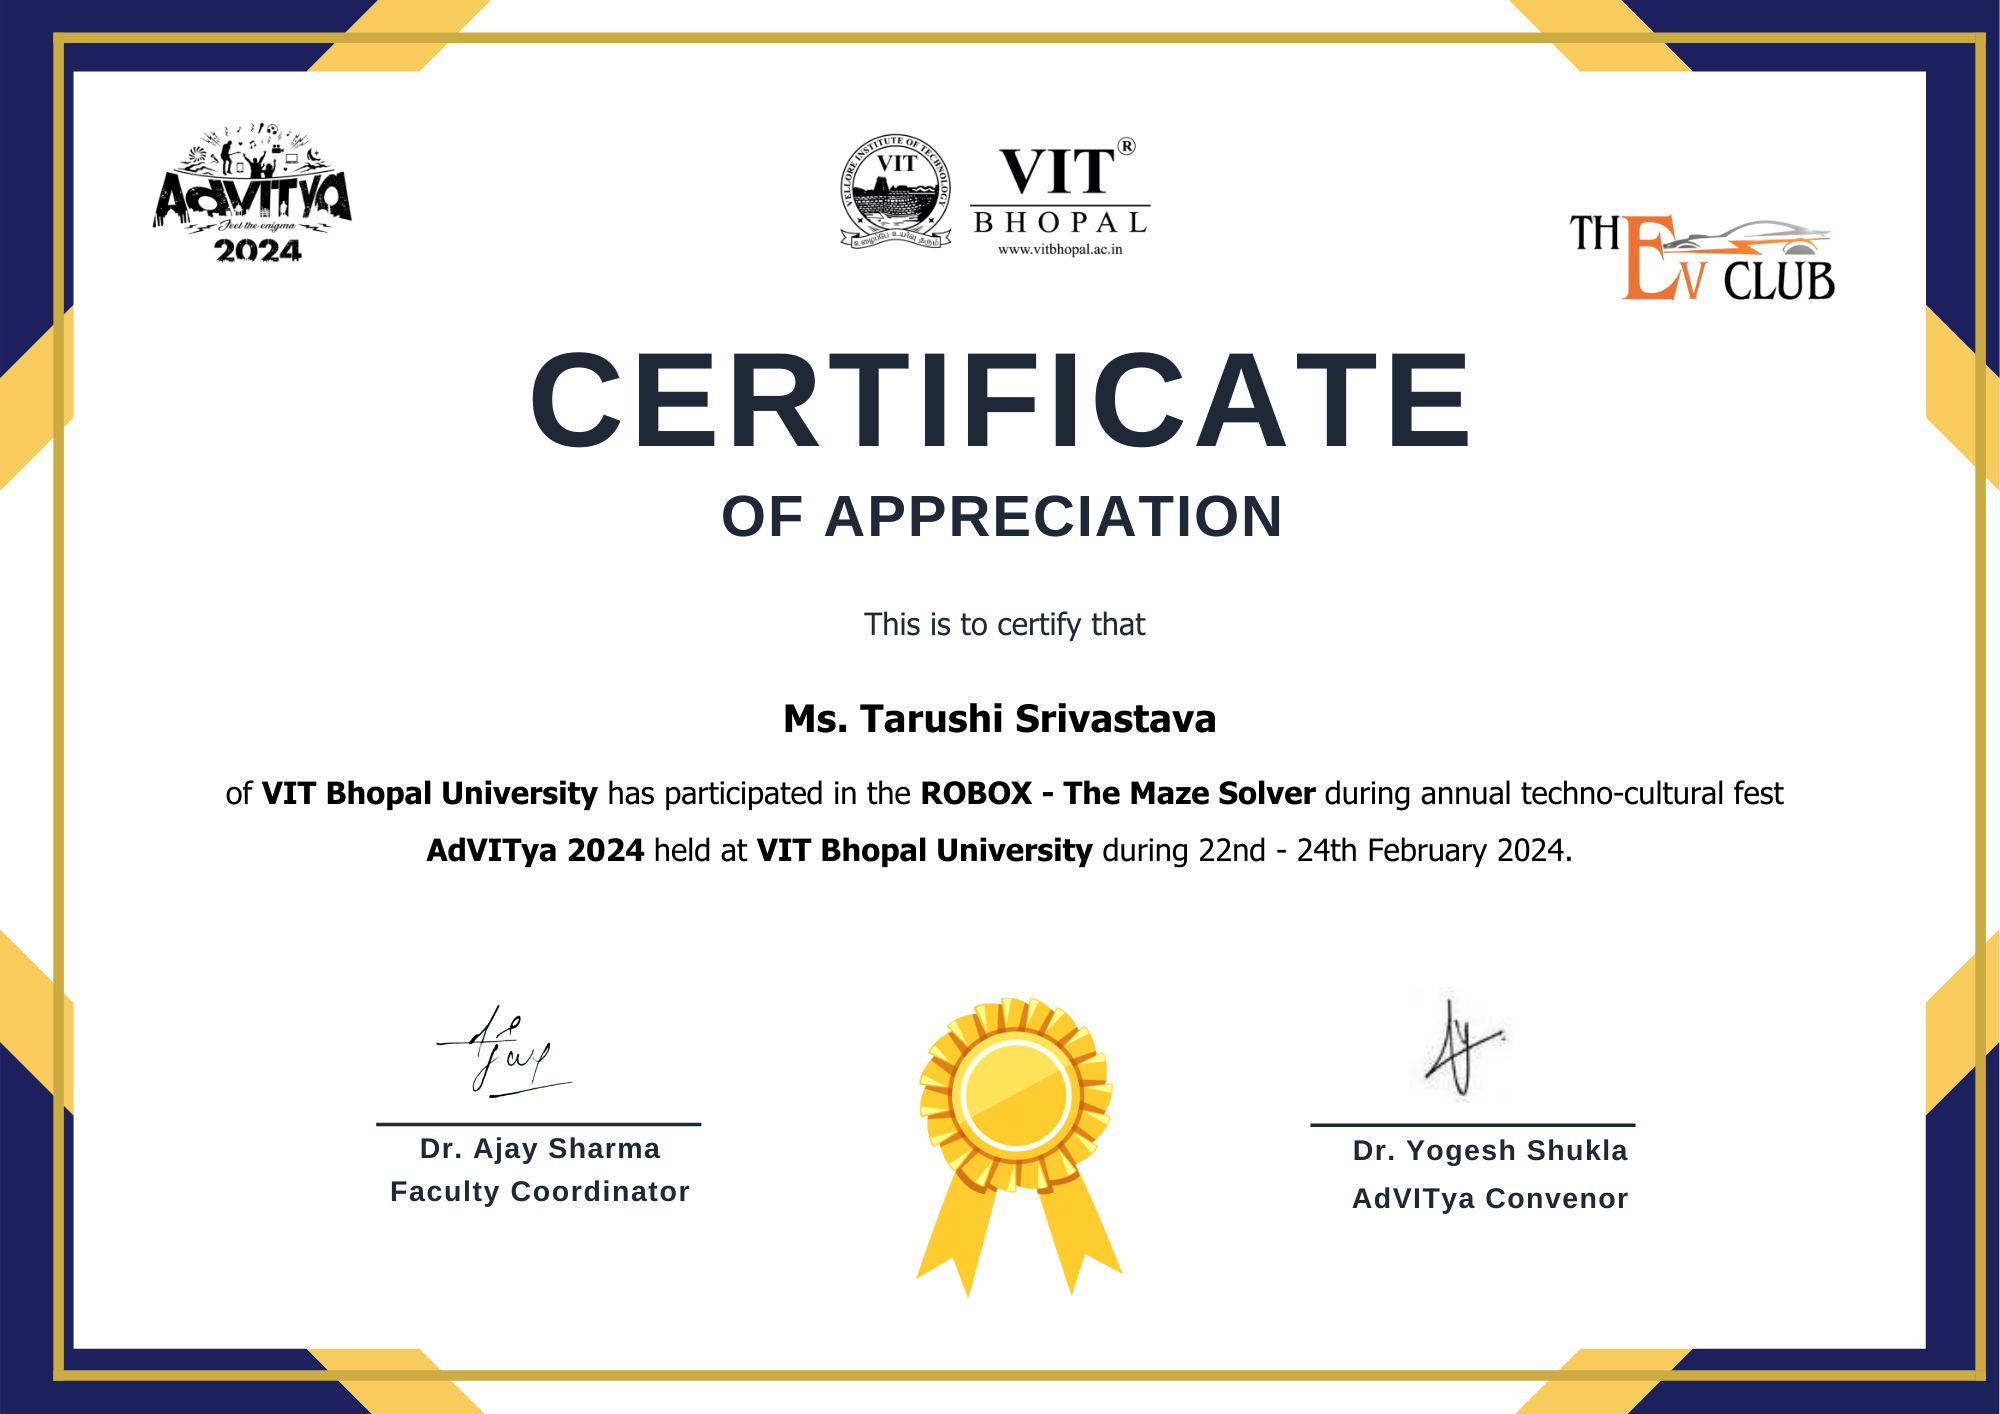 AdVITya
Feel the enigma
2024
VELLORE INSTITUTE OF TECHNOLOGY
VIT
VIT®
BHOPAL
www.vitbhopal.ac.in
THE EV CLUB
CERTIFICATE
OF APPRECIATION
This is to certify that
Ms. Tarushi Srivastava
of VIT Bhopal University has participated in the ROBOX - The Maze Solver during annual techno-cultural fest
AdVITya 2024 held at VIT Bhopal University during 22nd - 24th February 2024.
Ajay
Dr. Ajay Sharma
Faculty Coordinator
Dr. Yogesh Shukla
AdVITya Convenor